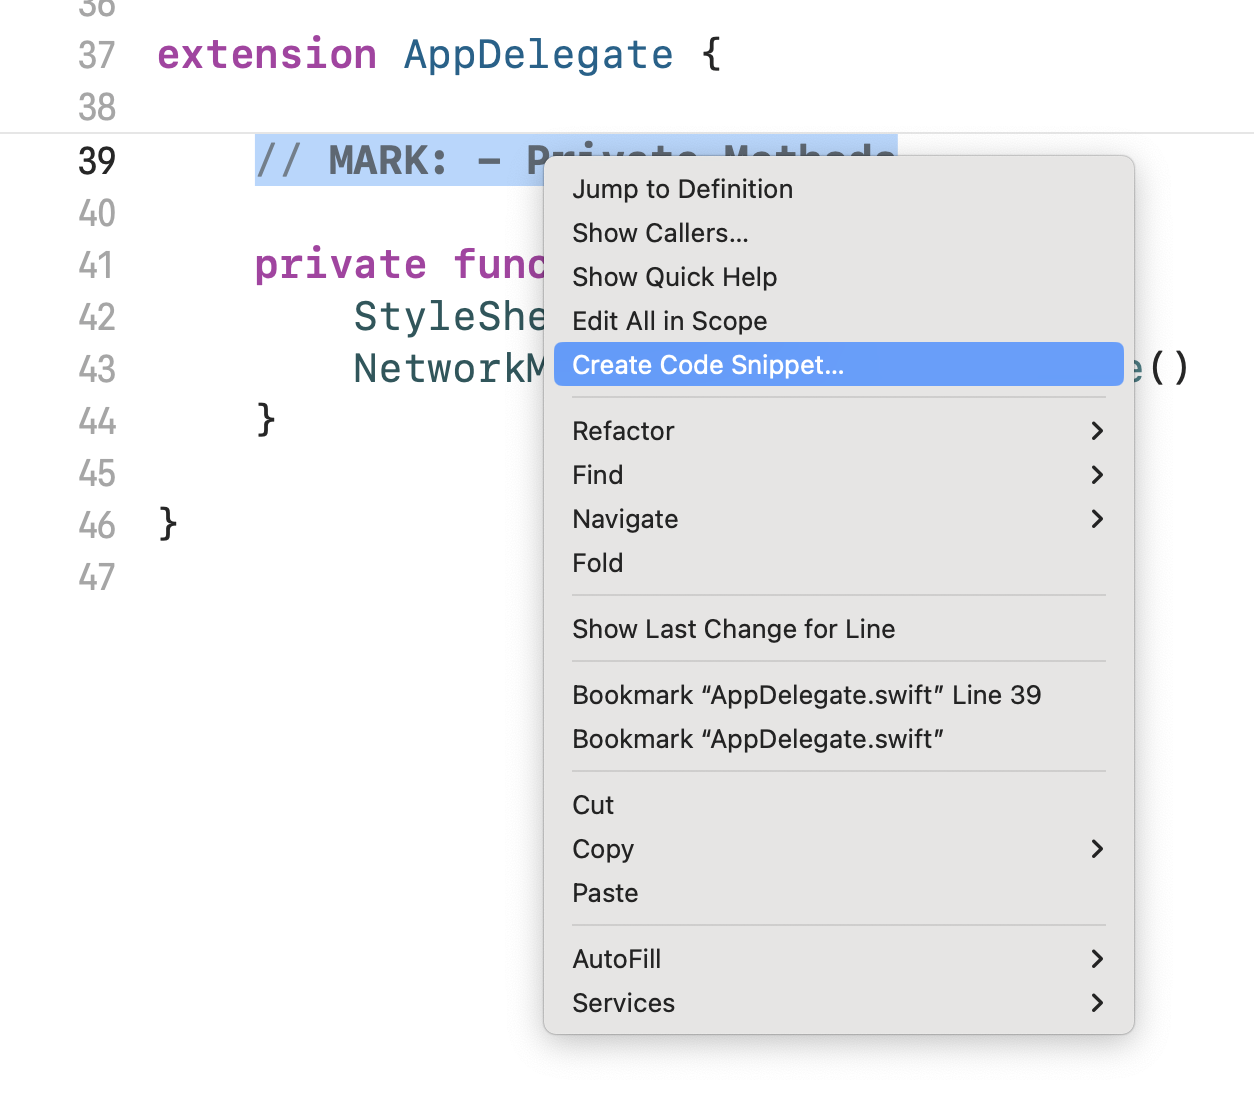 36
37 extension AppDelegate {
38
39 // MARK: - Private Methods
40
41 private func
42 StyleShe
43 NetworkM e()
44 }
45
46 }
47
Jump to Definition
Show Callers...
Show Quick Help
Edit All in Scope
Create Code Snippet...
Refactor
Find
Navigate
Fold
Show Last Change for Line
Bookmark “AppDelegate.swift” Line 39
Bookmark “AppDelegate.swift”
Cut
Copy
Paste
AutoFill
Services